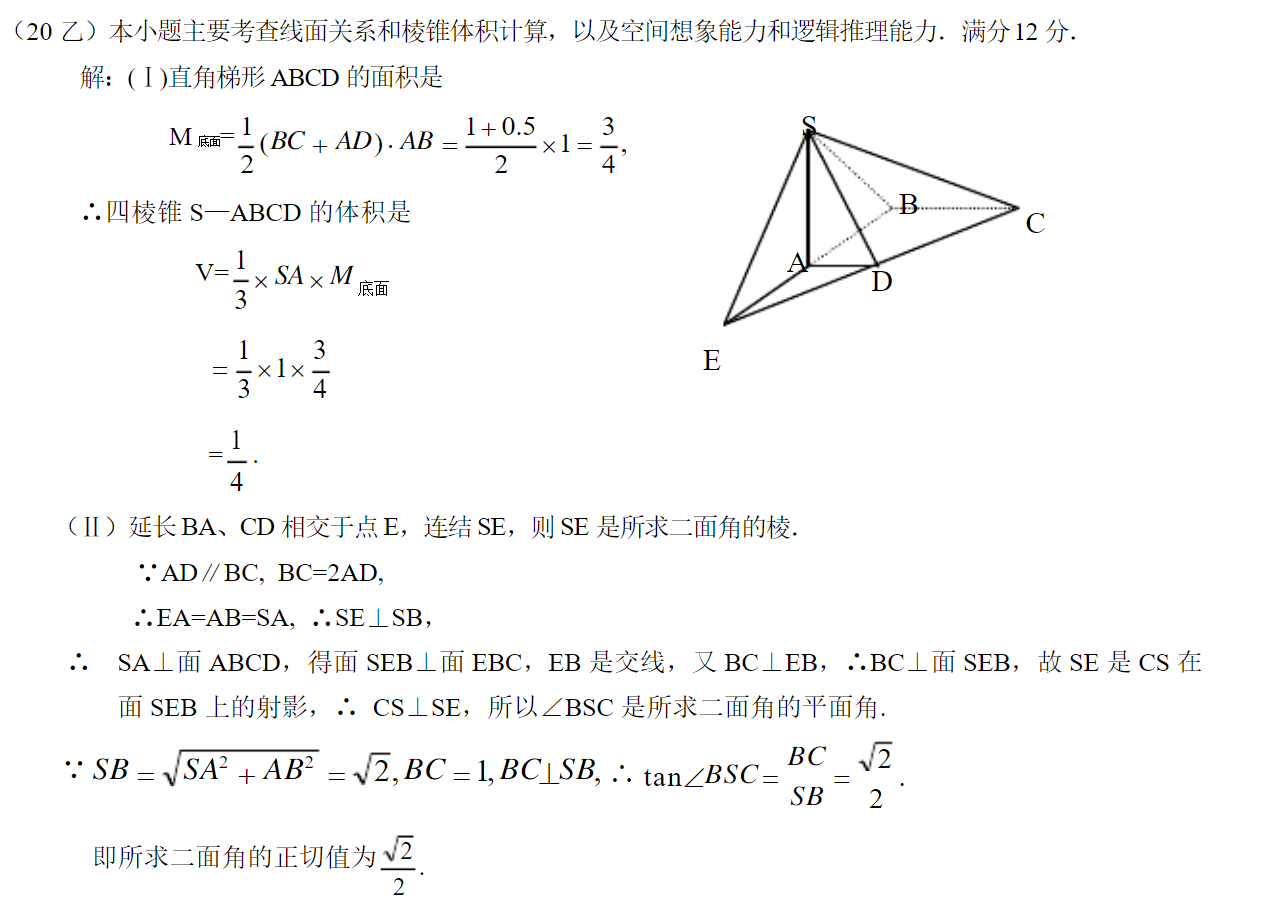 （20 乙）本小题主要考查线面关系和棱锥体积计算，以及空间想象能力和逻辑推理能力．满分 12 分．
解：(Ⅰ)直角梯形 ABCD 的面积是
M 底面= 1/2 (BC + AD)·AB = (1+0.5)/2 ×1 = 3/4,
∴四棱锥 S—ABCD 的体积是
V= 1/3 × SA × M 底面
= 1/3 ×1× 3/4
= 1/4 .
（Ⅱ）延长 BA、CD 相交于点 E，连结 SE，则 SE 是所求二面角的棱．
∵AD∥BC, BC=2AD,
∴EA=AB=SA, ∴SE⊥SB，
∴ SA⊥面 ABCD，得面 SEB⊥面 EBC，EB 是交线，又 BC⊥EB，∴BC⊥面 SEB，故 SE 是 CS 在
面 SEB 上的射影，∴ CS⊥SE，所以∠BSC 是所求二面角的平面角.
∵ SB = √(SA² + AB²) = √2, BC = 1, BC⊥SB, ∴ tan∠BSC = BC/SB = √2/2 .
即所求二面角的正切值为 √2/2 .
S
B
C
A
D
E